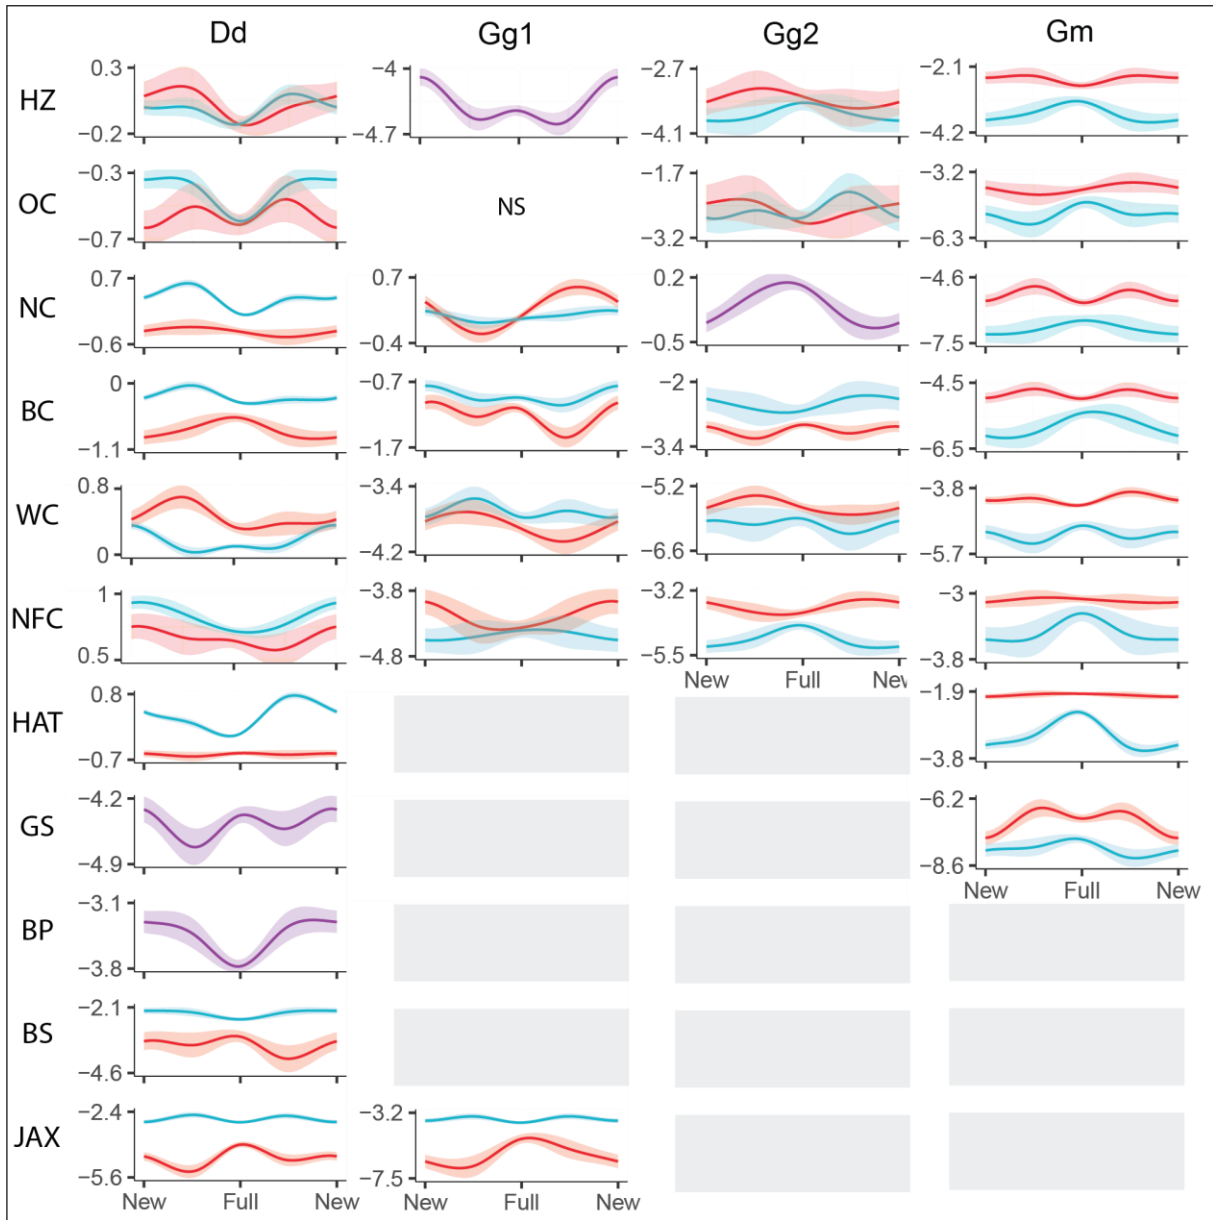 Dd Gg1 Gg2 Gm
HZ 0.3 −0.2 −4 −4.7 −2.7 −4.1 −2.1 −4.2
OC −0.3 −0.7 NS −1.7 −3.2 −3.2 −6.3
NC 0.7 −0.6 0.7 −0.4 0.2 −0.5 −4.6 −7.5
BC 0 −1.1 −0.7 −1.7 −2 −3.4 −4.5 −6.5
WC 0.8 0 −3.4 −4.2 −5.2 −6.6 −3.8 −5.7
NFC 1 0.5 −3.8 −4.8 −3.2 −5.5 −3 −3.8
New Full New
HAT 0.8 −0.7 −1.9 −3.8
GS −4.2 −4.9 −6.2 −8.6
New Full New
BP −3.1 −3.8
BS −2.1 −4.6
JAX −2.4 −5.6 −3.2 −7.5
New Full New New Full New